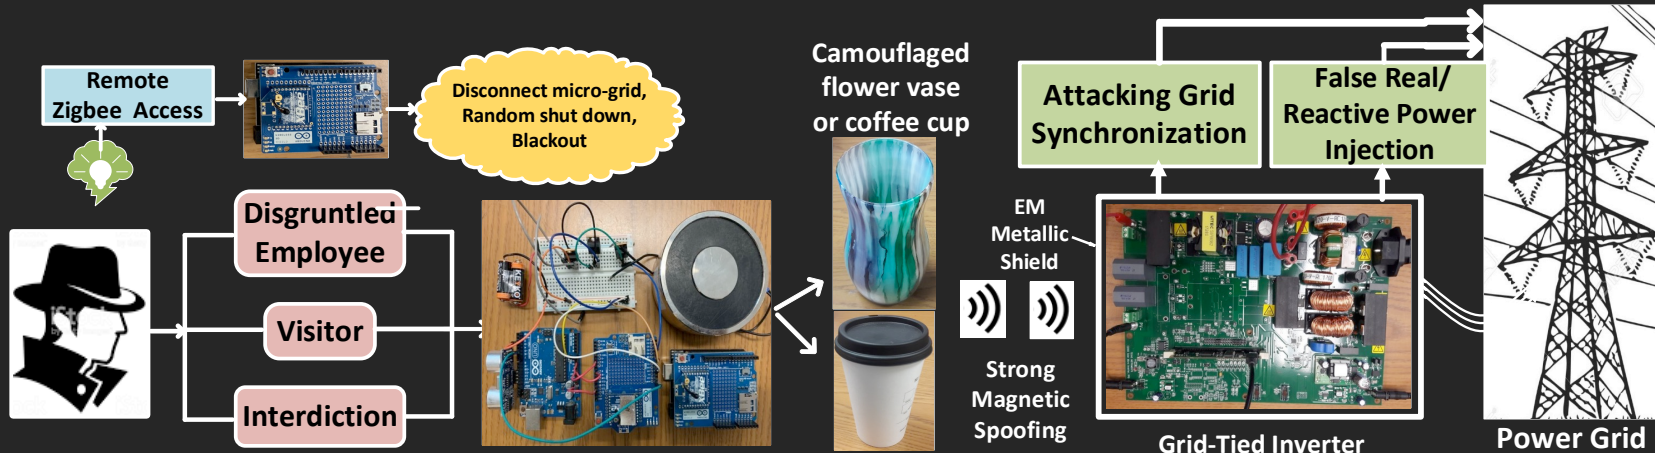 Remote
Zigbee Access
Disconnect micro-grid,
Random shut down,
Blackout
Camouflaged
flower vase
or coffee cup
Attacking Grid
Synchronization
False Real/
Reactive Power
Injection
Disgruntled
Employee
Visitor
Interdiction
EM
Metallic
Shield
Strong
Magnetic
Spoofing
Grid-Tied Inverter
Power Grid